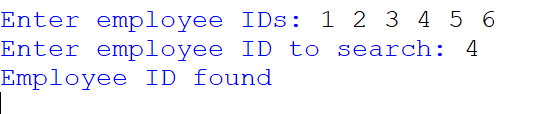 Enter employee IDs: 1 2 3 4 5 6
Enter employee ID to search: 4
Employee ID found